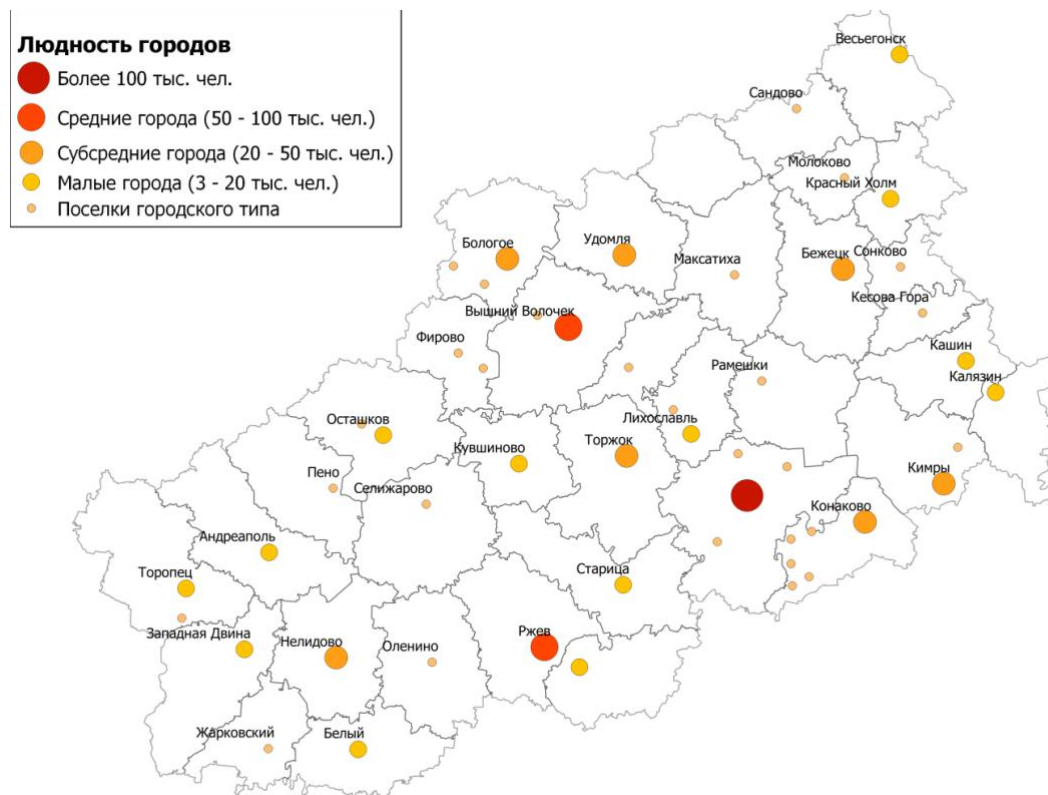 Людность городов
Более 100 тыс. чел.
Средние города (50 - 100 тыс. чел.)
Субсредние города (20 - 50 тыс. чел.)
Малые города (3 - 20 тыс. чел.)
Поселки городского типа
Весьегонск
Сандово
Молоково
Красный Холм
Бологое
Удомля
Максатиха
Бежецк
Сонково
Кесова Гора
Вышний Волочек
Фирово
Кашин
Рамешки
Калязин
Осташков
Лихославль
Кувшиново
Торжок
Пено
Селижарово
Кимры
Конаково
Андреаполь
Торопец
Старица
Западная Двина
Нелидово
Оленино
Ржев
Жарковский
Белый